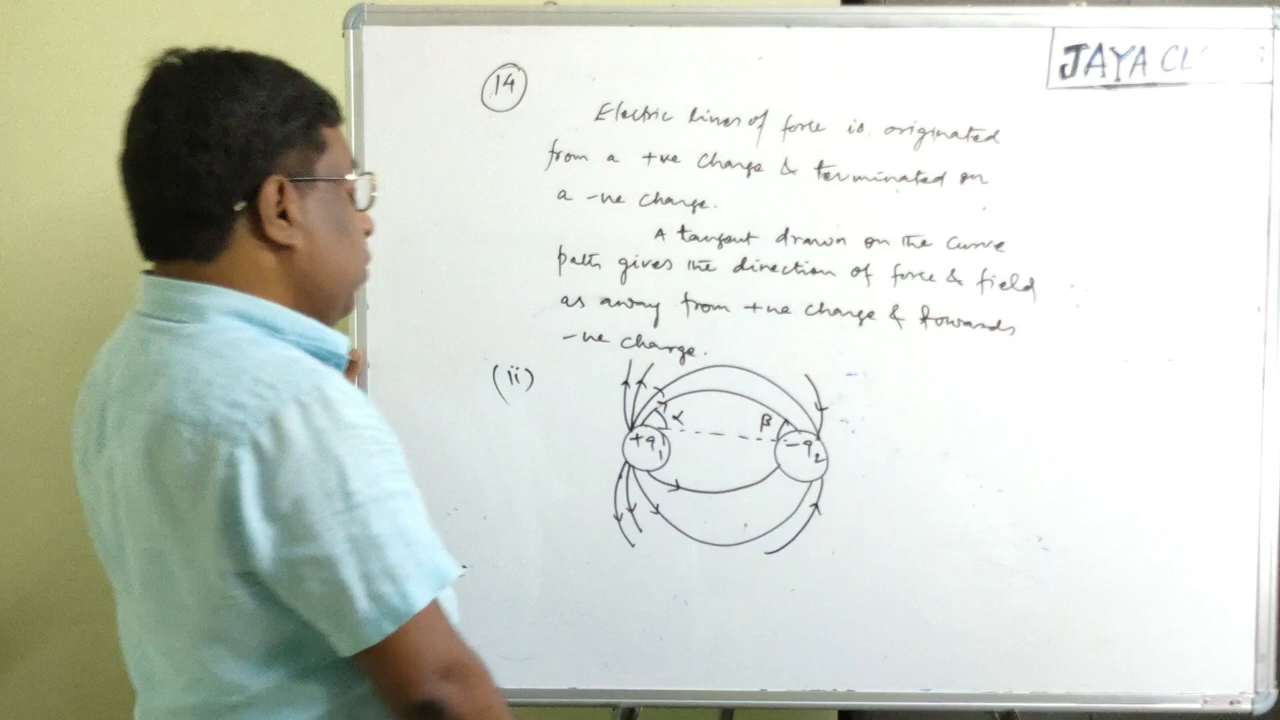 14
JAYA CL
Electric lines of force is originated
from a +ve charge & terminated on
a -ve charge.
A tangent drawn on the curve
path gives the direction of force & field
as away from +ve charge & towards
-ve charge.
(ii)
α β
+q1 -q2